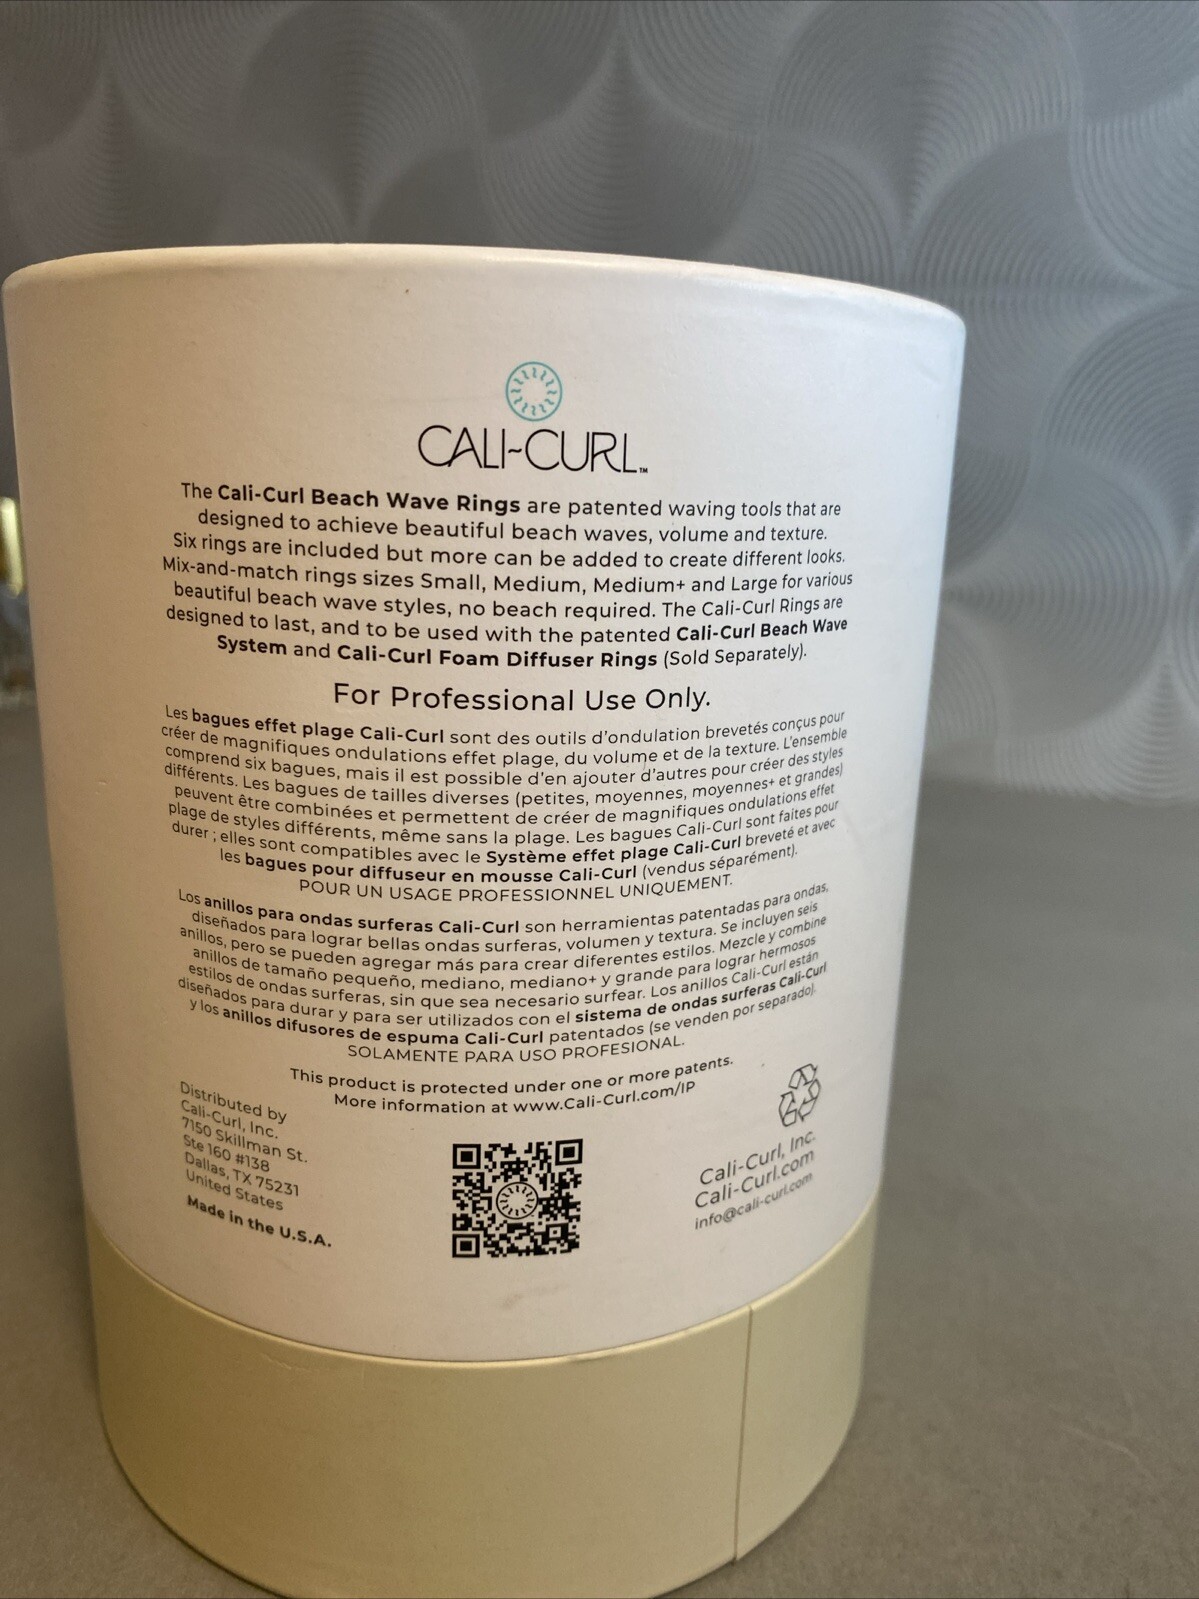 CALI~CURL™
The Cali-Curl Beach Wave Rings are patented waving tools that are
designed to achieve beautiful beach waves, volume and texture.
Six rings are included but more can be added to create different looks.
Mix-and-match rings sizes Small, Medium, Medium+ and Large for various
beautiful beach wave styles, no beach required. The Cali-Curl Rings are
designed to last, and to be used with the patented Cali-Curl Beach Wave
System and Cali-Curl Foam Diffuser Rings (Sold Separately).
For Professional Use Only.
Les bagues effet plage Cali-Curl sont des outils d'ondulation brevetés conçus pour
créer de magnifiques ondulations effet plage, du volume et de la texture. L'ensemble
comprend six bagues, mais il est possible d'en ajouter d'autres pour créer des styles
différents. Les bagues de tailles diverses (petites, moyennes, moyennes+ et grandes)
peuvent être combinées et permettent de créer de magnifiques ondulations effet
plage de styles différents, même sans la plage. Les bagues Cali-Curl sont faites pour
durer ; elles sont compatibles avec le Système effet plage Cali-Curl breveté et avec
les bagues pour diffuseur en mousse Cali-Curl (vendus séparément).
POUR UN USAGE PROFESSIONNEL UNIQUEMENT.
Los anillos para ondas surferas Cali-Curl son herramientas patentadas para ondas,
diseñados para lograr bellas ondas surferas, volumen y textura. Se incluyen seis
anillos, pero se pueden agregar más para crear diferentes estilos. Mezcle y combine
anillos de tamaño pequeño, mediano, mediano+ y grande para lograr hermosos
estilos de ondas surferas, sin que sea necesario surfear. Los anillos Cali-Curl están
diseñados para durar y para ser utilizados con el sistema de ondas surferas Cali-Curl
y los anillos difusores de espuma Cali-Curl patentados (se venden por separado).
SOLAMENTE PARA USO PROFESIONAL.
This product is protected under one or more patents.
More information at www.Cali-Curl.com/IP
Distributed by
Cali-Curl, Inc.
7150 Skillman St.
Ste 160 #138
Dallas, TX 75231
United States
Made in the U.S.A.
Cali-Curl, Inc.
Cali-Curl.com
info@cali-curl.com